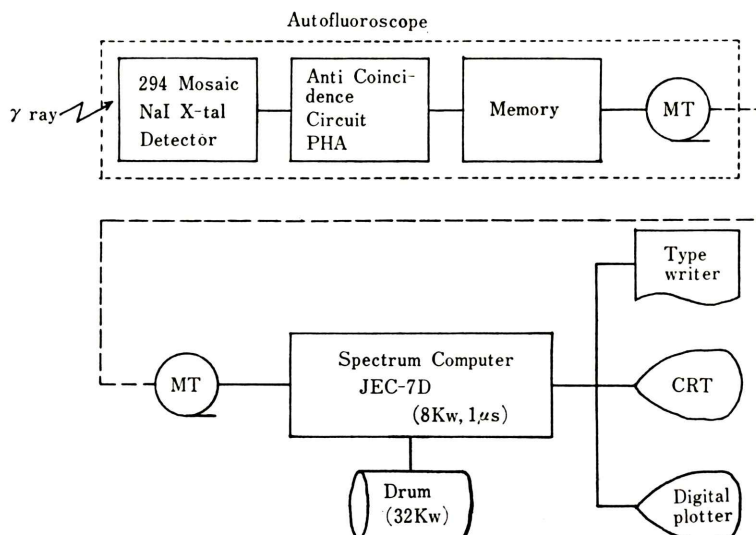 Autofluoroscope
γ ray
294 Mosaic
NaI X-tal
Detector
Anti Coinci-
dence
Circuit
PHA
Memory
MT
Type
writer
MT
Spectrum Computer
JEC-7D
(8Kw, 1μs)
CRT
Drum
(32Kw)
Digital
plotter